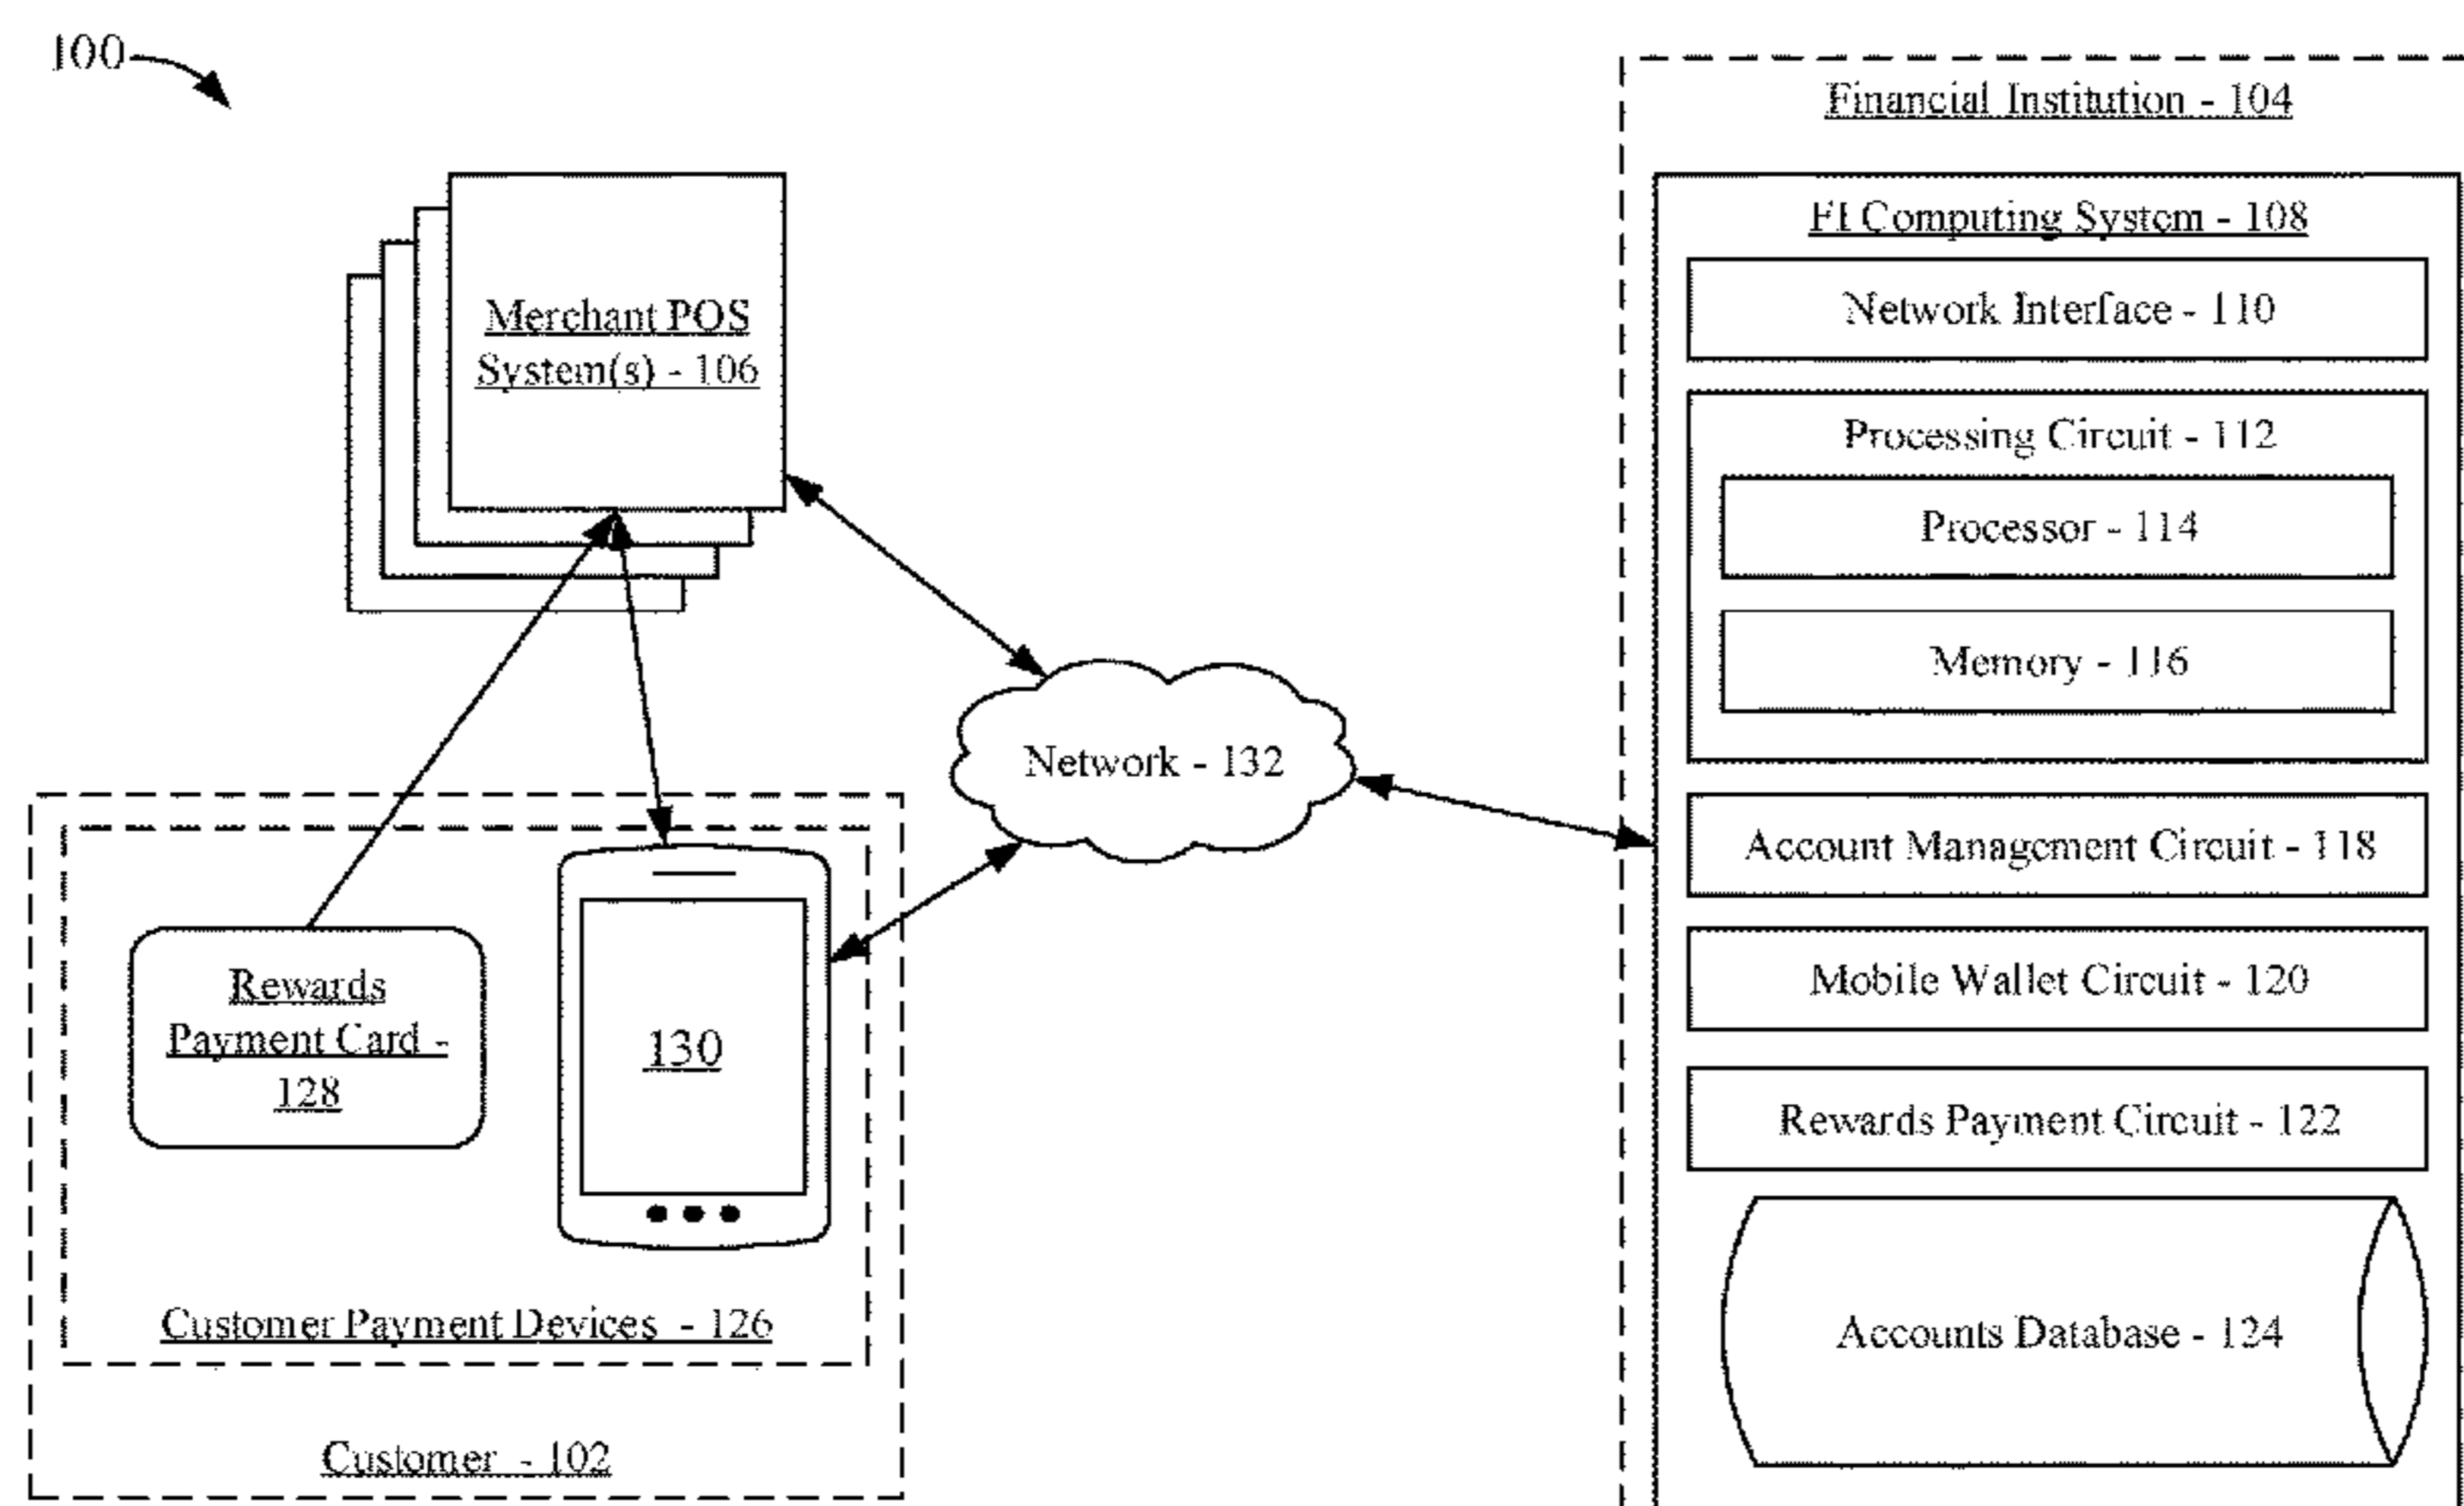 100
Financial Institution - 104
FI Computing System - 108
Network Interface - 110
Processing Circuit - 112
Processor - 114
Memory - 116
Account Management Circuit - 118
Mobile Wallet Circuit - 120
Rewards Payment Circuit - 122
Accounts Database - 124
Merchant POS
System(s) - 106
Network - 132
Rewards
Payment Card -
128
130
Customer Payment Devices - 126
Customer - 102